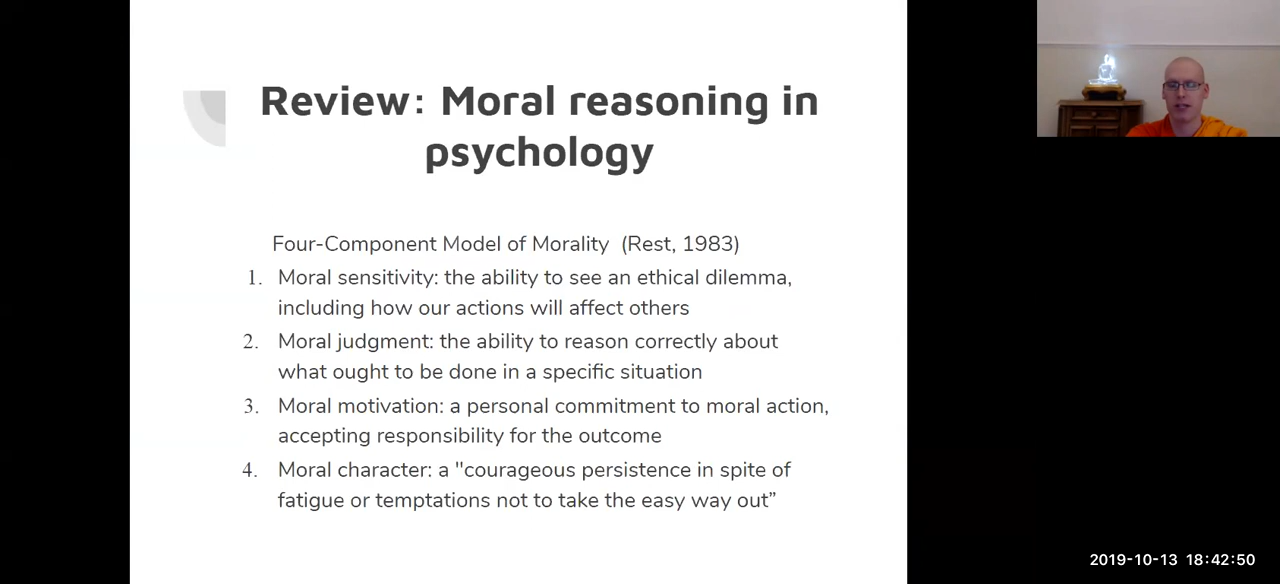 Review: Moral reasoning in
psychology
Four-Component Model of Morality (Rest, 1983)
1. Moral sensitivity: the ability to see an ethical dilemma,
including how our actions will affect others
2. Moral judgment: the ability to reason correctly about
what ought to be done in a specific situation
3. Moral motivation: a personal commitment to moral action,
accepting responsibility for the outcome
4. Moral character: a "courageous persistence in spite of
fatigue or temptations not to take the easy way out”
2019-10-13 18:42:50